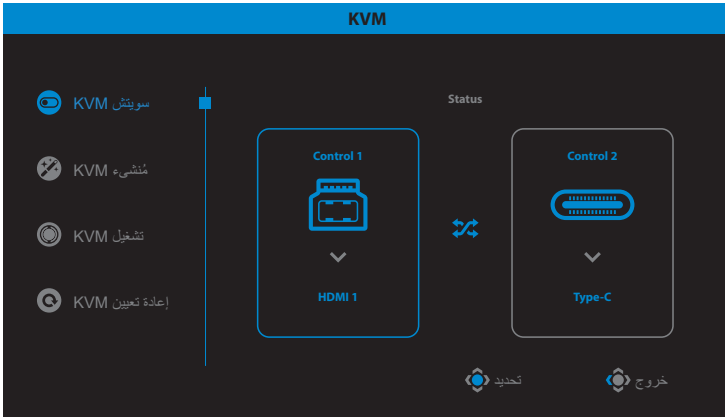 KVM
سويتش KVM
مُنشىء KVM
تشغيل KVM
إعادة تعيين KVM
Status
Control 1
HDMI 1
Control 2
Type-C
تحديد
خروج